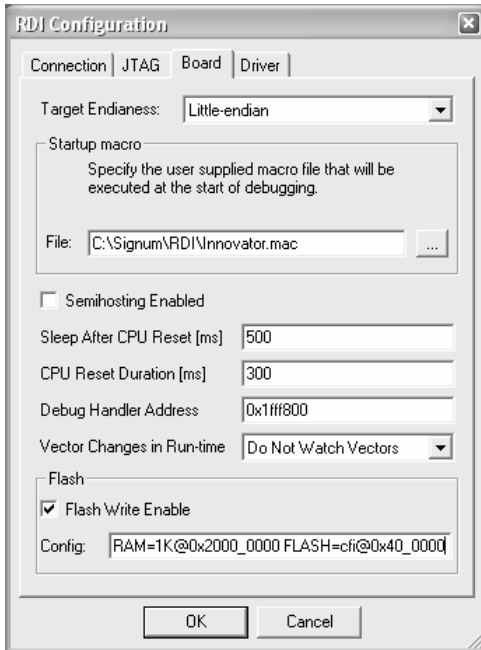 RDI Configuration
Connection JTAG Board Driver
Target Endianess: Little-endian
Startup macro
Specify the user supplied macro file that will be
executed at the start of debugging.
File: C:\Signum\RDI\Innovator.mac ...
Semihosting Enabled
Sleep After CPU Reset [ms] 500
CPU Reset Duration [ms] 300
Debug Handler Address 0x1fff800
Vector Changes in Run-time Do Not Watch Vectors
Flash
Flash Write Enable
Config: RAM=1K@0x2000_0000 FLASH=cfi@0x40_0000
OK Cancel